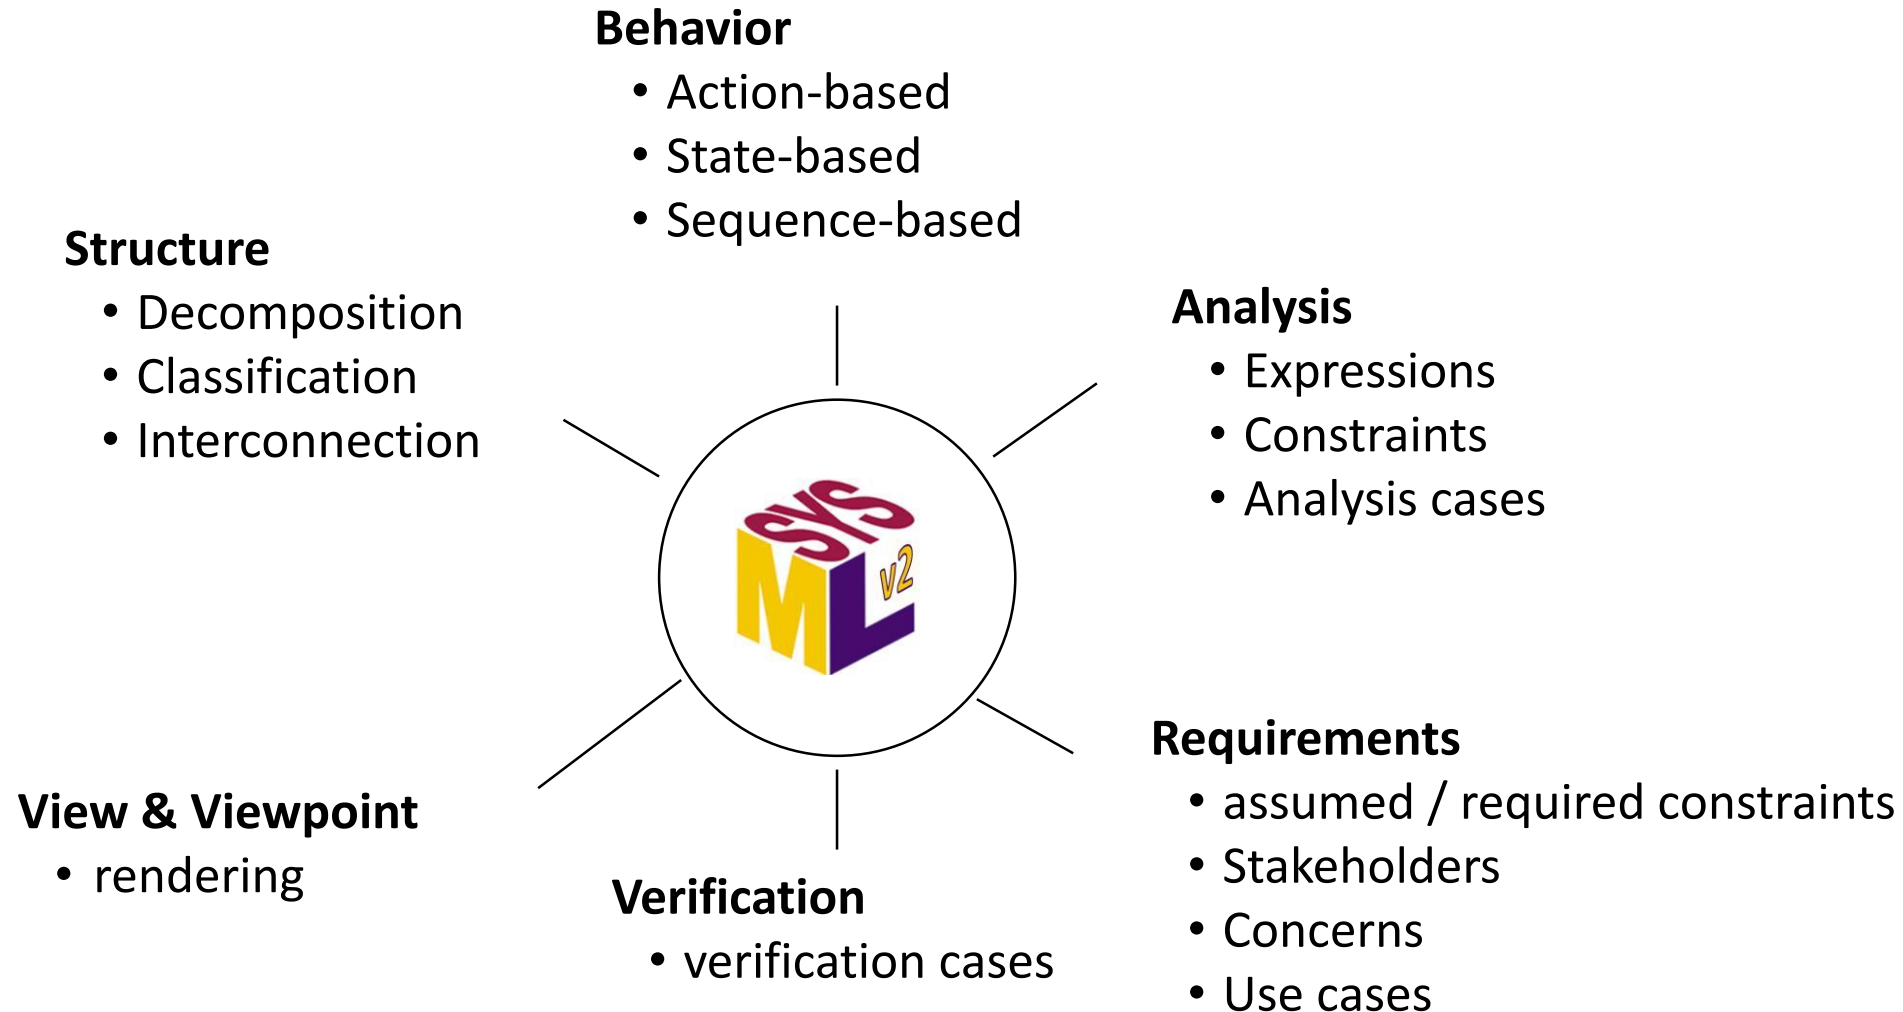 Behavior
• Action-based
• State-based
• Sequence-based
Structure
• Decomposition
• Classification
• Interconnection
Analysis
• Expressions
• Constraints
• Analysis cases
SYS
ML
v2
Requirements
• assumed / required constraints
• Stakeholders
• Concerns
• Use cases
View & Viewpoint
• rendering
Verification
• verification cases